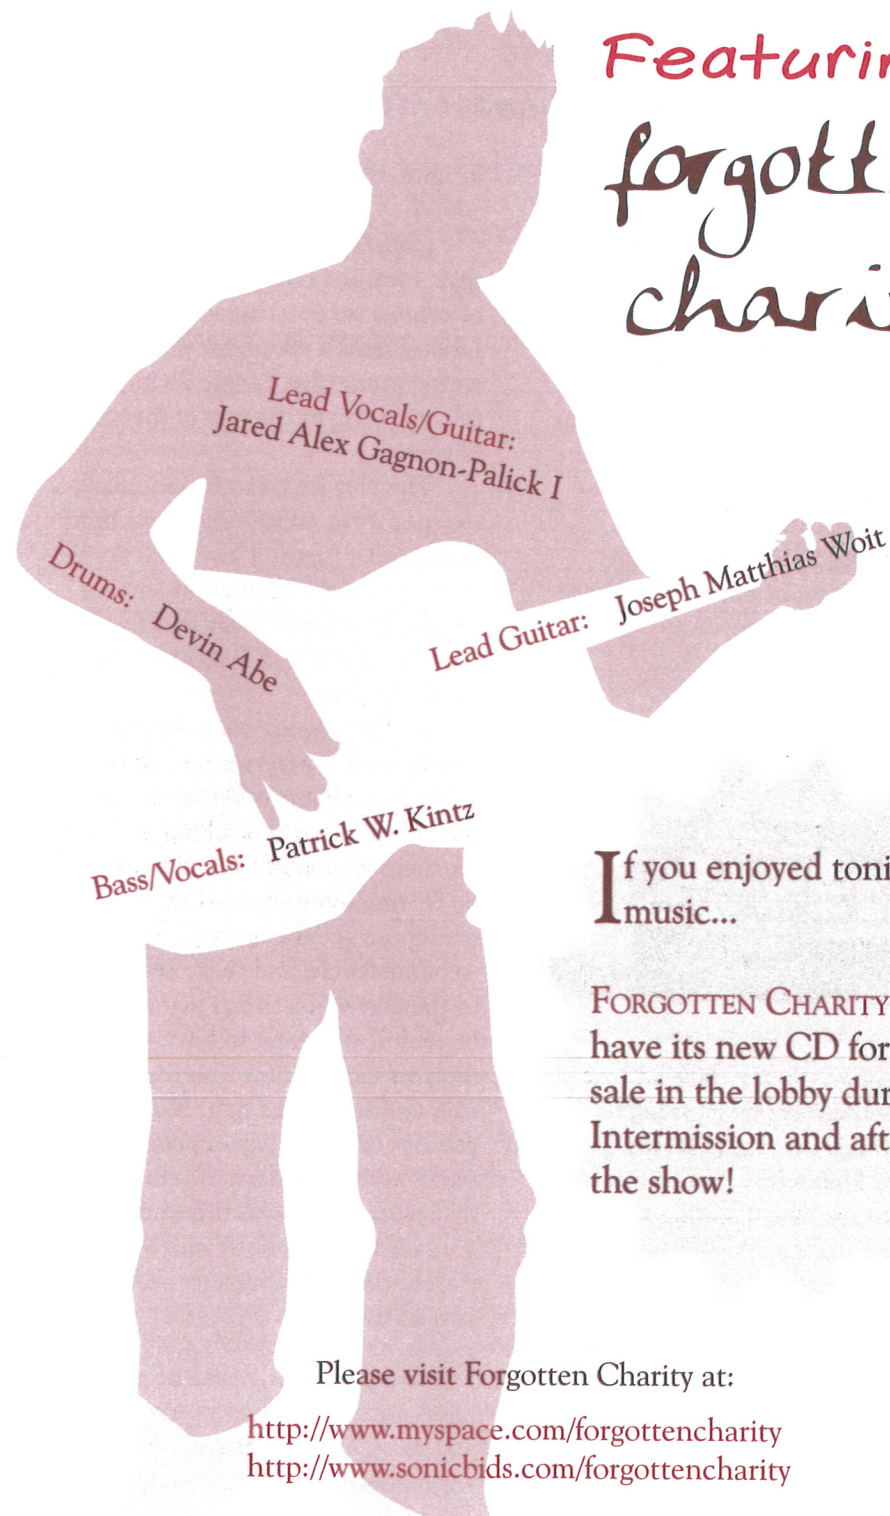 Featurin
forgott
chari
Lead Vocals/Guitar:
Jared Alex Gagnon-Palick I
Drums: Devin Abe
Lead Guitar: Joseph Matthias Woit
Bass/Vocals: Patrick W. Kintz
If you enjoyed toni
music...
FORGOTTEN CHARITY
have its new CD for
sale in the lobby dur
Intermission and aft
the show!
Please visit Forgotten Charity at:
http://www.myspace.com/forgottencharity
http://www.sonicbids.com/forgottencharity